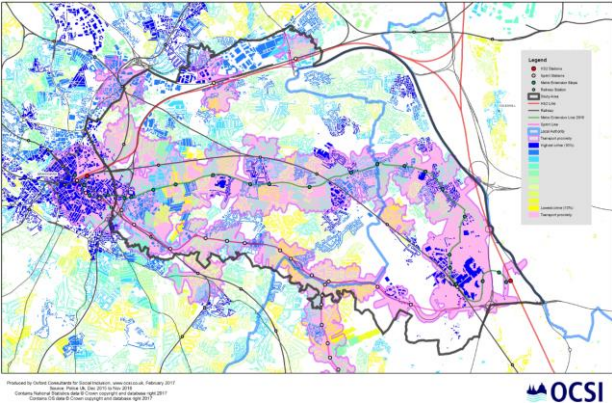 Legend
HS2 Stations
Sprint Stations
Metro Extension Stops
Railway Station
Study Area
HS2 Line
Railway
Metro Extension Line 2019
Sprint Line
Local Authority
Transport proximity
Highest crime (10%)
Lowest crime (10%)
Transport proximity
Produced by Oxford Consultants for Social Inclusion, www.ocsi.co.uk, February 2017
Source: Police UK, Dec 2015 to Nov 2016
Contains National Statistics data © Crown copyright and database right 2017
Contains OS data © Crown copyright and database right 2017
OCSI